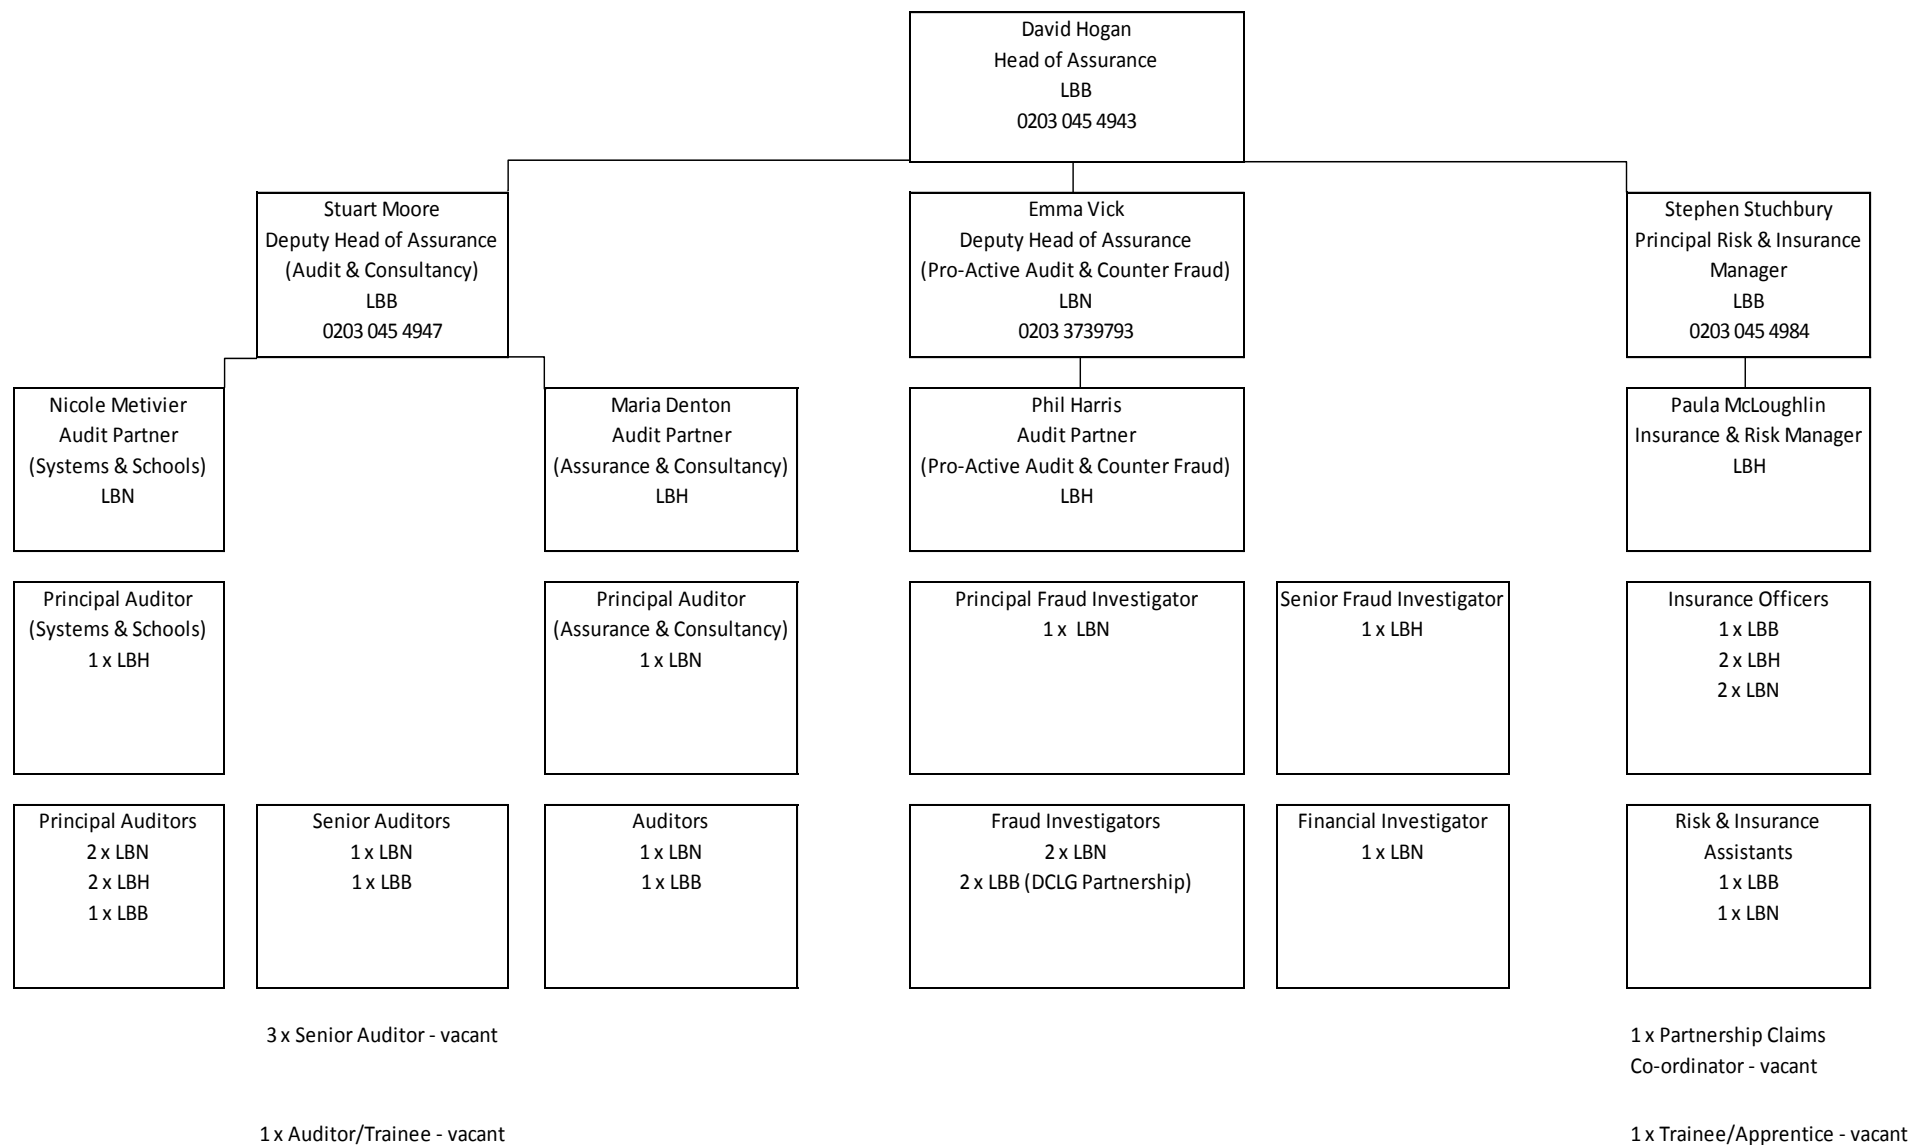 David Hogan
Head of Assurance
LBB
0203 045 4943
Stuart Moore
Deputy Head of Assurance
(Audit & Consultancy)
LBB
0203 045 4947
Emma Vick
Deputy Head of Assurance
(Pro-Active Audit & Counter Fraud)
LBN
0203 3739793
Stephen Stuchbury
Principal Risk & Insurance
Manager
LBB
0203 045 4984
Nicole Metivier
Audit Partner
(Systems & Schools)
LBN
Maria Denton
Audit Partner
(Assurance & Consultancy)
LBH
Phil Harris
Audit Partner
(Pro-Active Audit & Counter Fraud)
LBH
Paula McLoughlin
Insurance & Risk Manager
LBH
Principal Auditor
(Systems & Schools)
1 x LBH
Principal Auditor
(Assurance & Consultancy)
1 x LBN
Principal Fraud Investigator
1 x LBN
Senior Fraud Investigator
1 x LBH
Insurance Officers
1 x LBB
2 x LBH
2 x LBN
Principal Auditors
2 x LBN
2 x LBH
1 x LBB
Senior Auditors
1 x LBN
1 x LBB
Auditors
1 x LBN
1 x LBB
Fraud Investigators
2 x LBN
2 x LBB (DCLG Partnership)
Financial Investigator
1 x LBN
Risk & Insurance
Assistants
1 x LBB
1 x LBN
3 x Senior Auditor - vacant
1 x Partnership Claims
Co-ordinator - vacant
1 x Auditor/Trainee - vacant
1 x Trainee/Apprentice - vacant